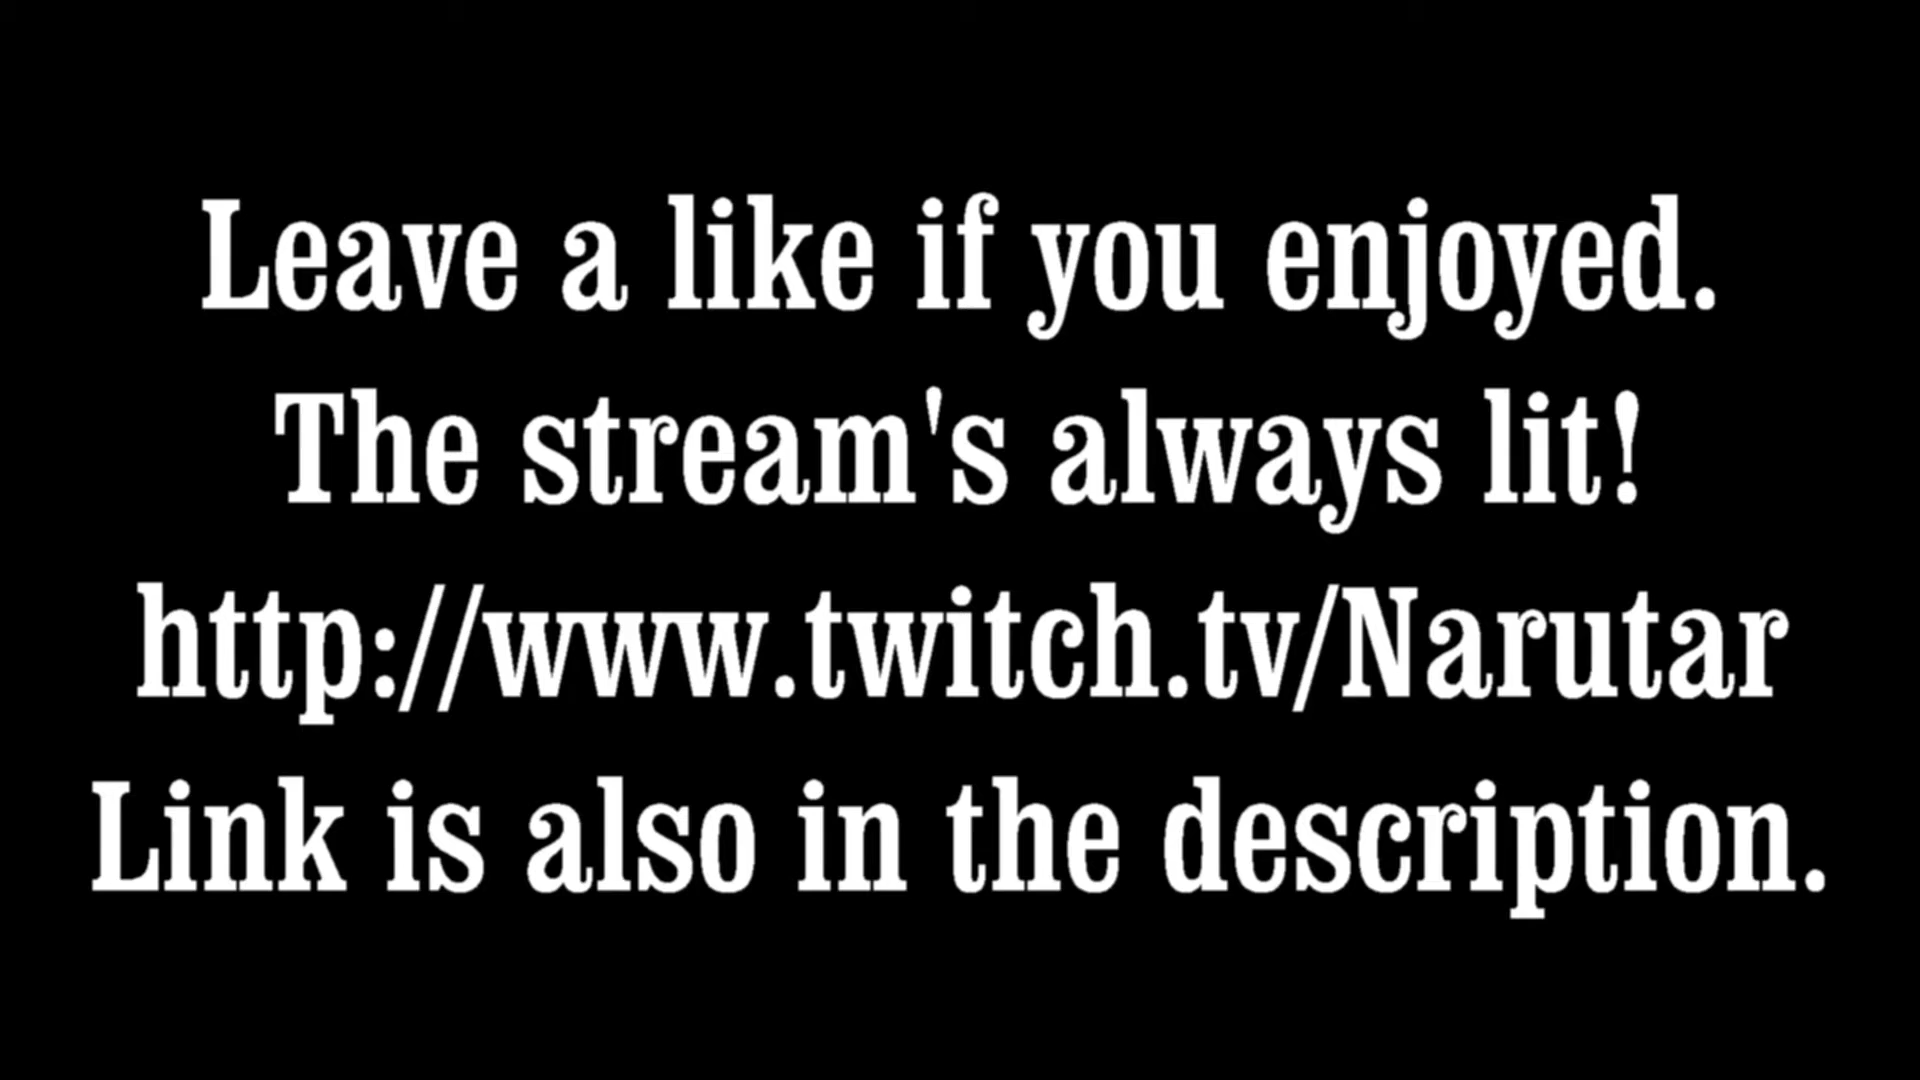 Leave a like if you enjoyed.
The stream's always lit!
http://www.twitch.tv/Narutar
Link is also in the description.